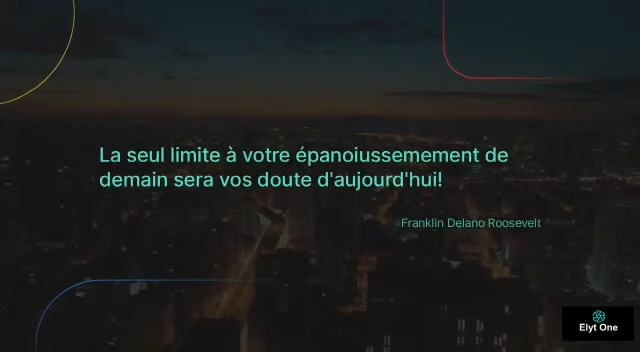 La seul limite à votre épanoiussemement de
demain sera vos doute d'aujourd'hui!
Franklin Delano Roosevelt
Elyt One